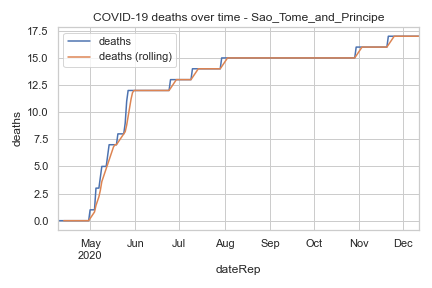 COVID-19 deaths over time - Sao_Tome_and_Principe
deaths
deaths (rolling)
deaths
17.5
15.0
12.5
10.0
7.5
5.0
2.5
0.0
May Jun Jul Aug Sep Oct Nov Dec
2020
dateRep